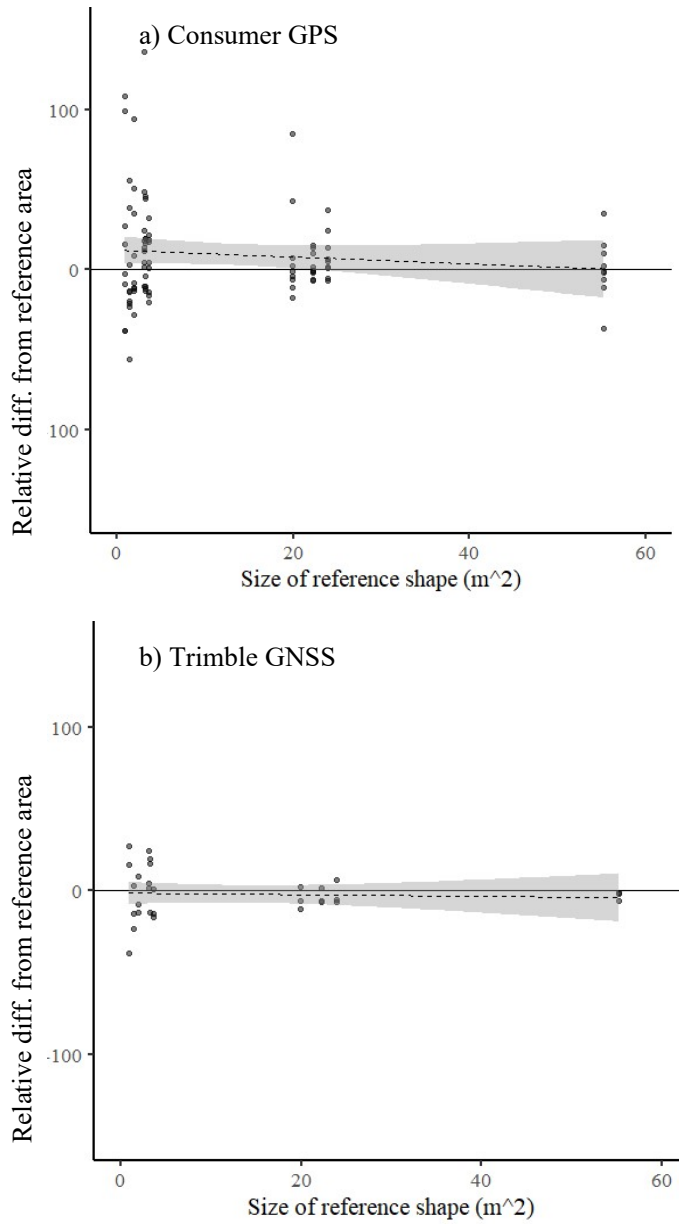 a) Consumer GPS
Relative diff. from reference area
100
0
-100
0 20 40 60
Size of reference shape (m^2)
b) Trimble GNSS
Relative diff. from reference area
100
0
-100
0 20 40 60
Size of reference shape (m^2)